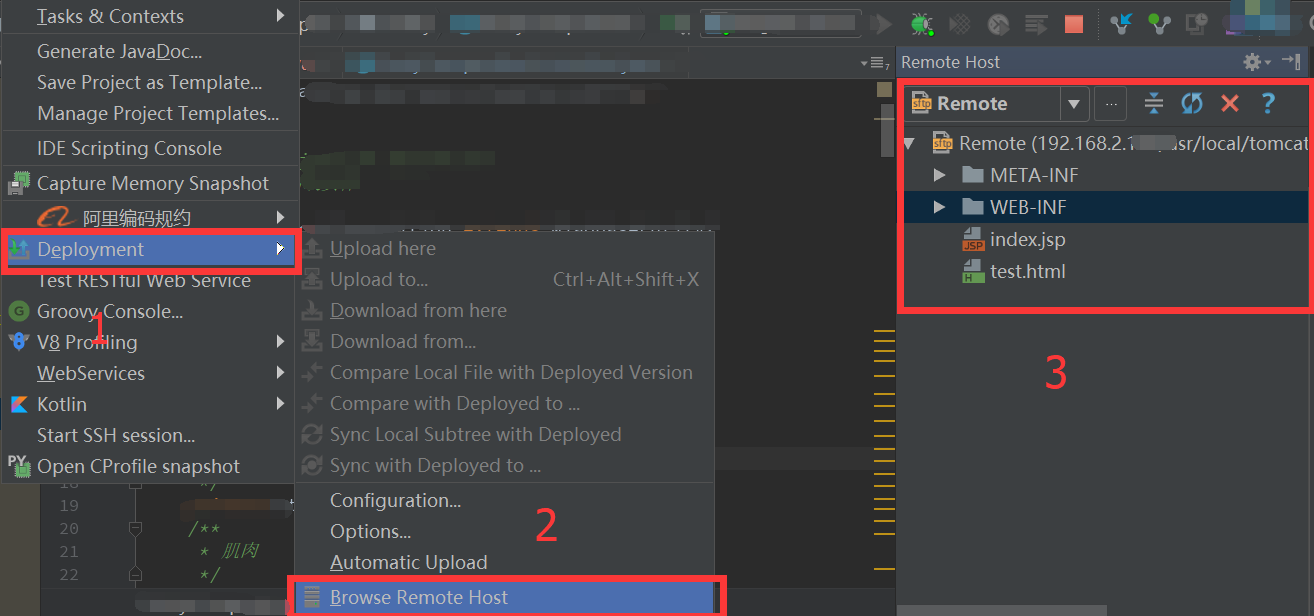 Tasks & Contexts
Generate JavaDoc...
Save Project as Template...
Manage Project Templates...
IDE Scripting Console
Capture Memory Snapshot
阿里编码规约
Deployment
Test RESTful Web Service
G
Groovy Console...
1
V8 Profiling
WebServices
Kotlin
Start SSH session...
PY
Open CProfile snapshot
Upload here
Upload to... Ctrl+Alt+Shift+X
Download from here
Download from...
Compare Local File with Deployed Version
Compare with Deployed to ...
Sync Local Subtree with Deployed
Sync with Deployed to ...
Configuration...
Options...
2
Automatic Upload
Browse Remote Host
18 */
19
20 /**
21 * 肌肉
22 */
7
Remote Host
sftp Remote ... ?
sftp Remote (192.168.2.1 /usr/local/tomcat
META-INF
WEB-INF
JSP index.jsp
H test.html
3